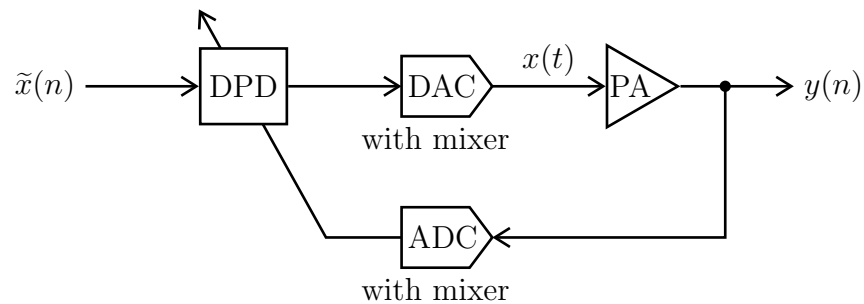 x̃(n)
DPD
DAC
with mixer
x(t)
PA
y(n)
ADC
with mixer